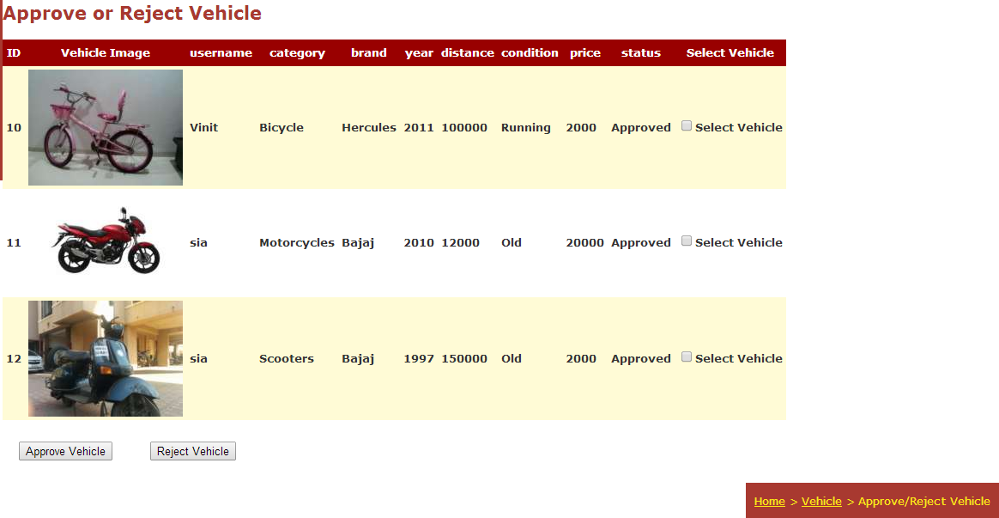 Approve or Reject Vehicle
ID Vehicle Image username category brand year distance condition price status Select Vehicle
10 Vinit Bicycle Hercules 2011 100000 Running 2000 Approved Select Vehicle
11 sia Motorcycles Bajaj 2010 12000 Old 20000 Approved Select Vehicle
12 sia Scooters Bajaj 1997 150000 Old 2000 Approved Select Vehicle
Approve Vehicle Reject Vehicle
Home > Vehicle > Approve/Reject Vehicle